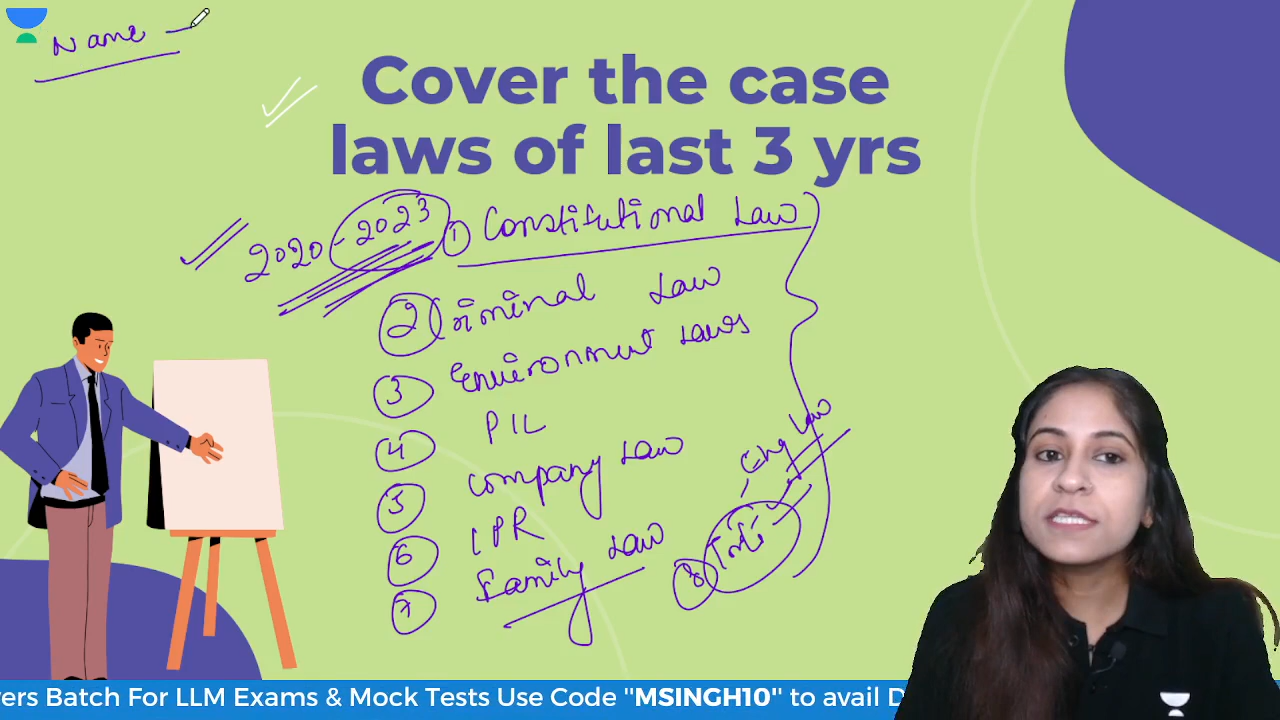 Name -
Cover the case
laws of last 3 yrs
2020 - 2023
1 Constitutional Law
2 Criminal Law
3 Environment Laws
4 PIL
5 Company Law
6 IPR
7 Family Law
8 Torts - Eng Law
ers Batch For LLM Exams & Mock Tests Use Code "MSINGH10" to avail D